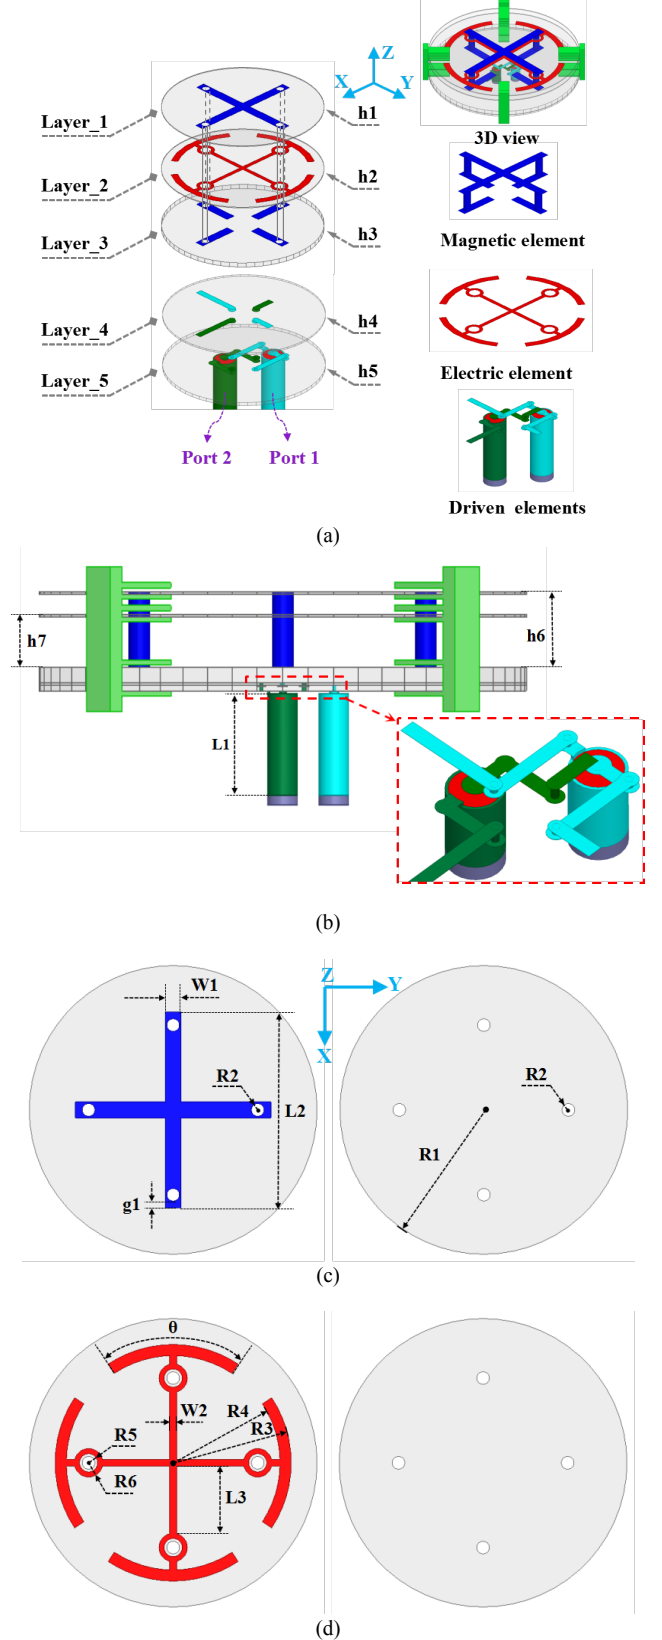 Z
X
Y
3D view
Layer_1
h1
Layer_2
h2
Layer_3
h3
Magnetic element
Layer_4
h4
Layer_5
h5
Electric element
Port 2
Port 1
Driven elements
(a)
h7
h6
L1
(b)
W1
Z
Y
X
R2
L2
R2
R1
g1
(c)
θ
W2
R4
R3
R5
R6
L3
(d)